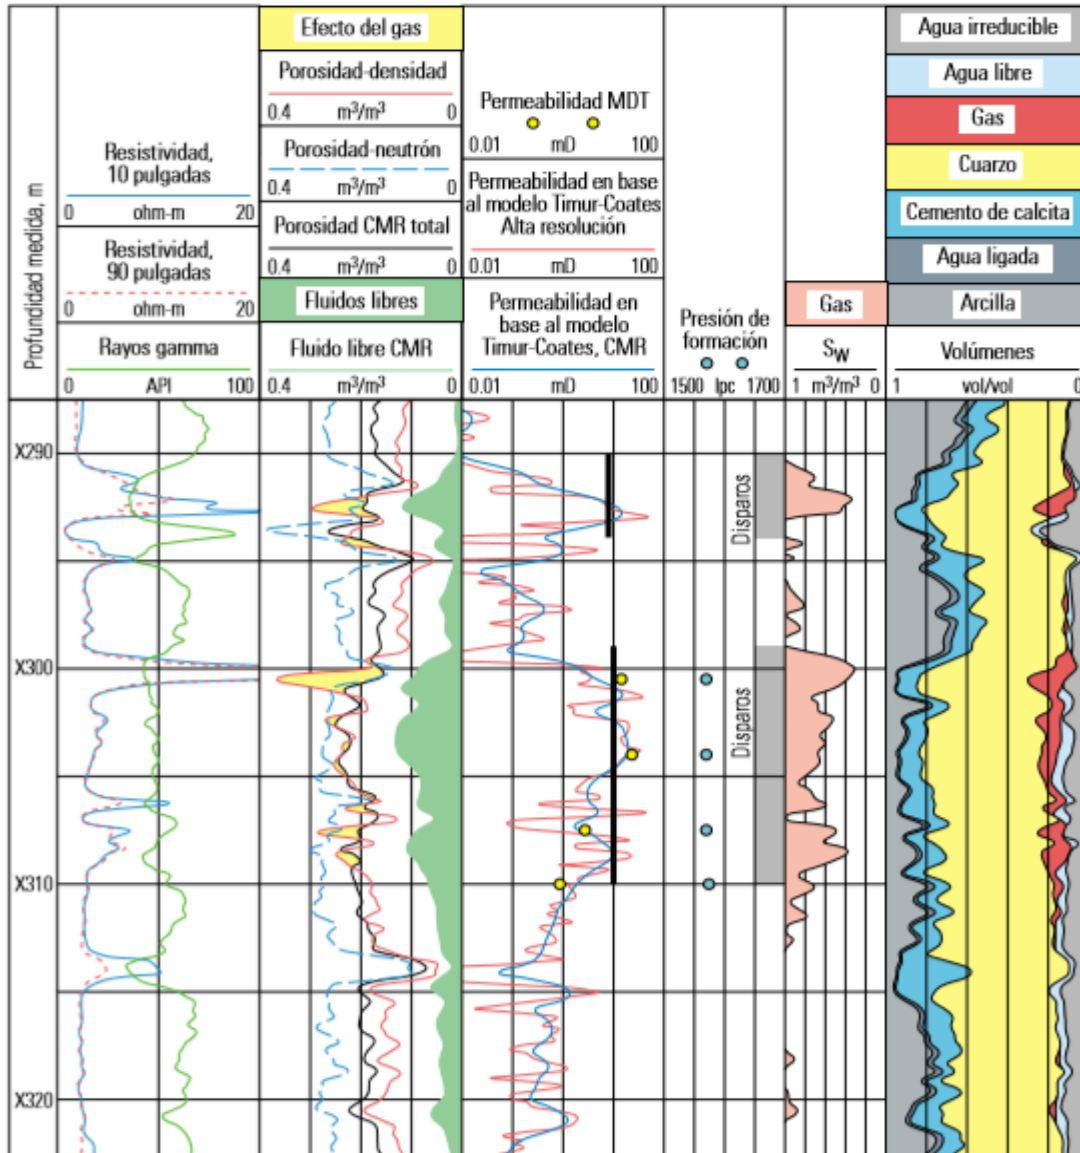 Profundidad medida, m
Resistividad,
10 pulgadas
0 ohm-m 20
Resistividad,
90 pulgadas
0 ohm-m 20
Rayos gamma
0 API 100
Efecto del gas
Porosidad-densidad
0.4 m³/m³ 0
Porosidad-neutrón
0.4 m³/m³ 0
Porosidad CMR total
0.4 m³/m³ 0
Fluidos libres
Fluido libre CMR
0.4 m³/m³ 0
Permeabilidad MDT
0.01 mD 100
Permeabilidad en base
al modelo Timur-Coates
Alta resolución
0.01 mD 100
Permeabilidad en
base al modelo
Timur-Coates, CMR
0.01 mD 100
Presión de
formación
1500 lpc 1700
Gas
Sw
1 m³/m³ 0
Agua irreducible
Agua libre
Gas
Cuarzo
Cemento de calcita
Agua ligada
Arcilla
Volúmenes
1 vol/vol 0
X290
Disparos
X300
Disparos
X310
X320